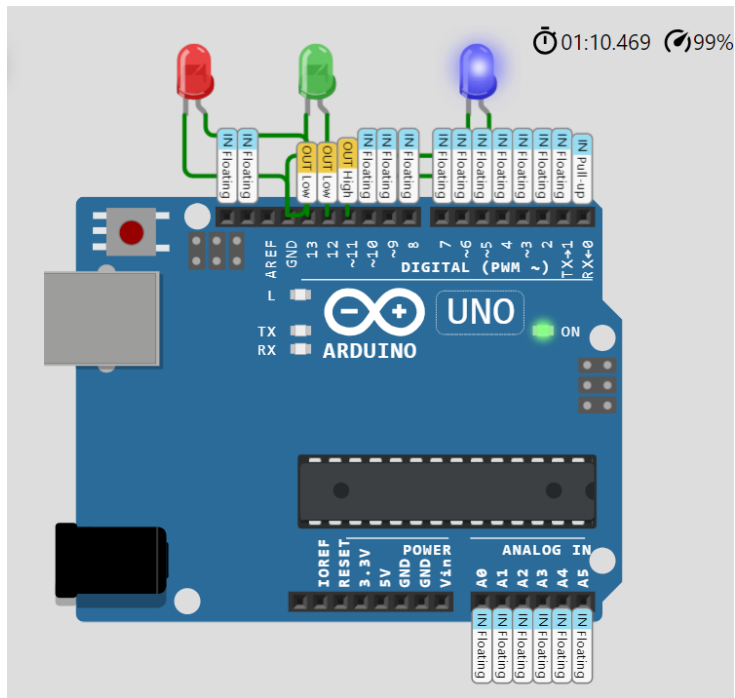 01:10.469 99%
IN Floating
IN Floating
OUT Low
OUT Low
OUT High
IN Floating
IN Floating
IN Floating
IN Floating
IN Floating
IN Floating
IN Floating
IN Floating
IN Floating
IN Floating
IN Pull-up
AREF
GND
13
12
~11
~10
~9
8
7
~6
~5
4
~3
2
TX→1
RX←0
DIGITAL (PWM ~)
L
TX
RX
ARDUINO
UNO
ON
IOREF
RESET
3.3V
5V
GND
GND
Vin
POWER
ANALOG IN
A0
A1
A2
A3
A4
A5
IN Floating
IN Floating
IN Floating
IN Floating
IN Floating
IN Floating